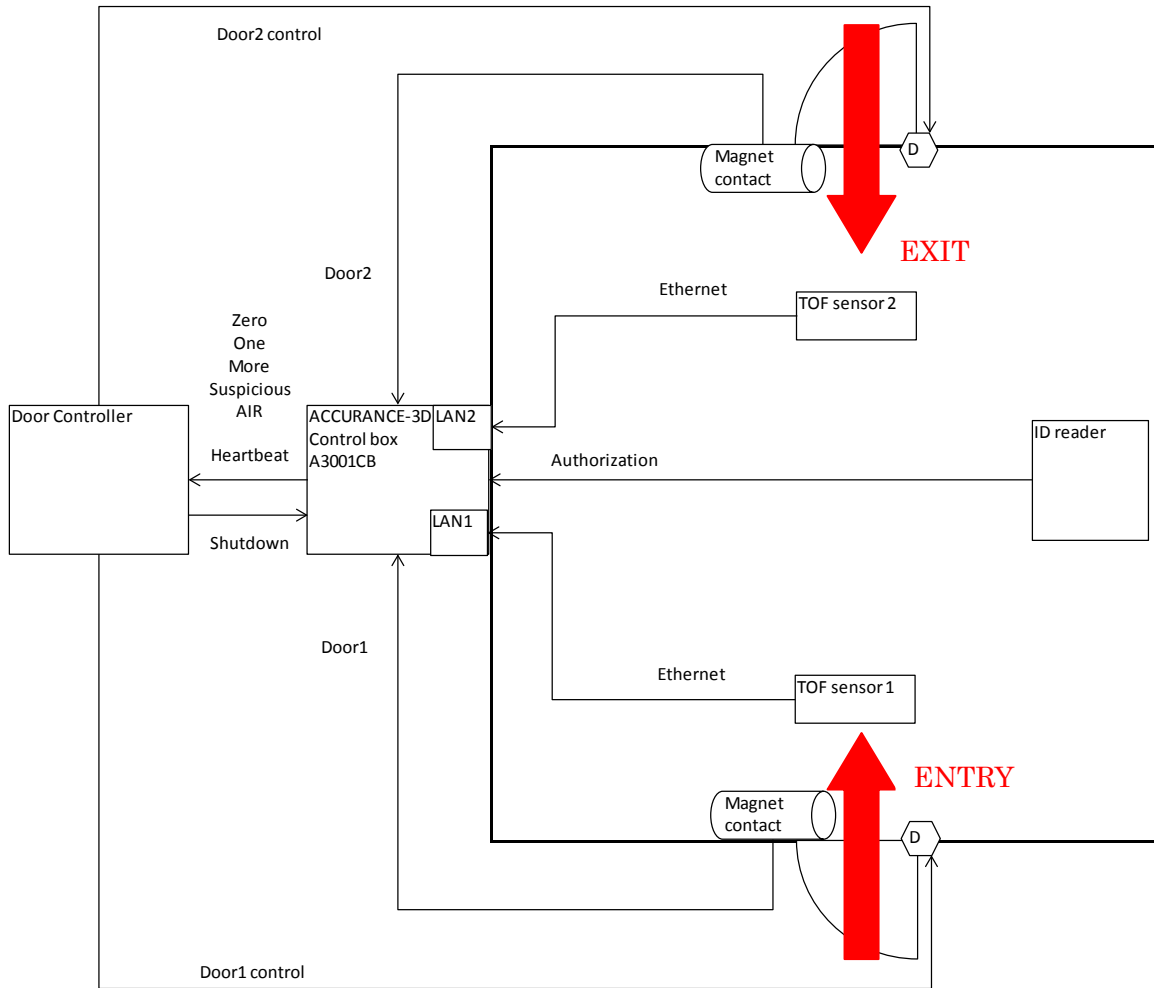 Door2 control
D
Magnet
contact
EXIT
Door2
Ethernet
TOF sensor 2
Zero
One
More
Suspicious
AIR
Door Controller
ACCURANCE-3D
Control box
A3001CB
LAN2
ID reader
Heartbeat
Authorization
LAN1
Shutdown
Door1
Ethernet
TOF sensor 1
ENTRY
Magnet
contact
D
Door1 control